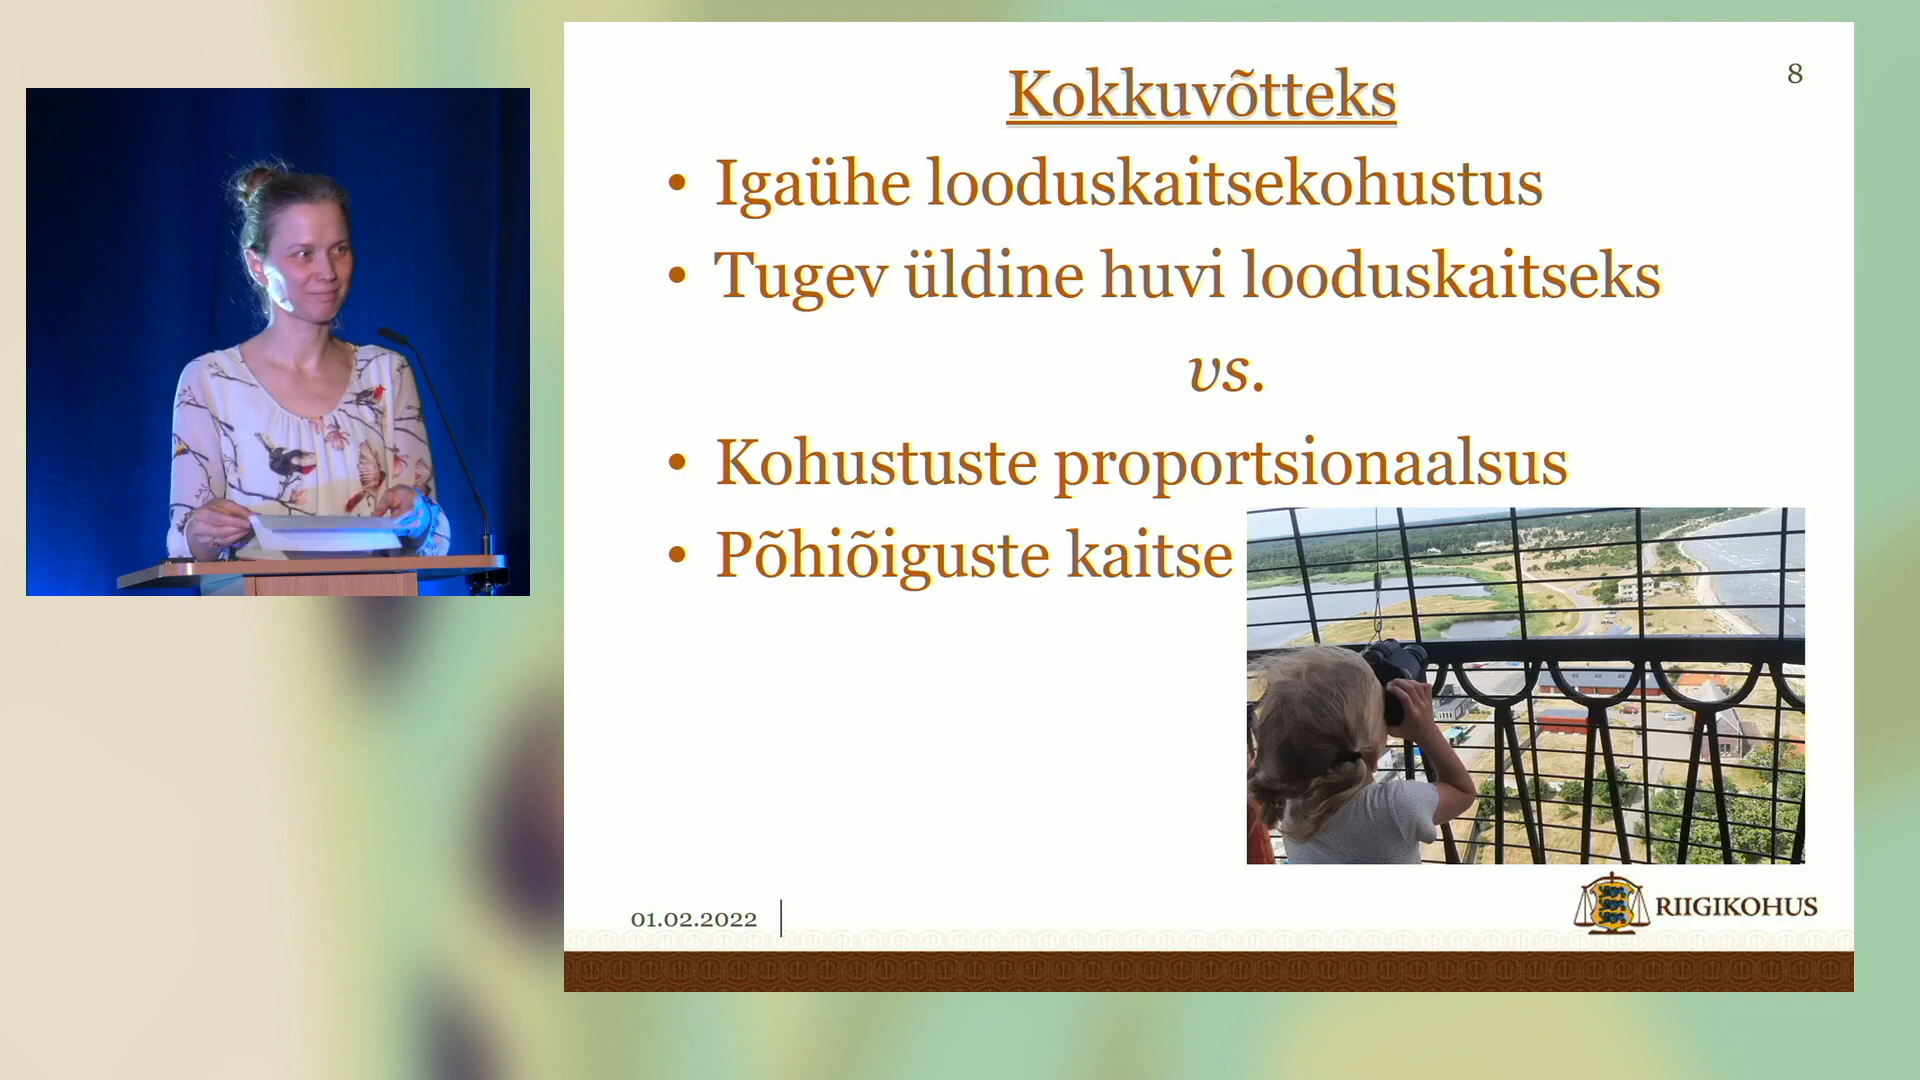 8
Kokkuvõtteks
• Igaühe looduskaitsekohustus
• Tugev üldine huvi looduskaitseks
vs.
• Kohustuste proportsionaalsus
• Põhiõiguste kaitse
01.02.2022
RIIGIKOHUS